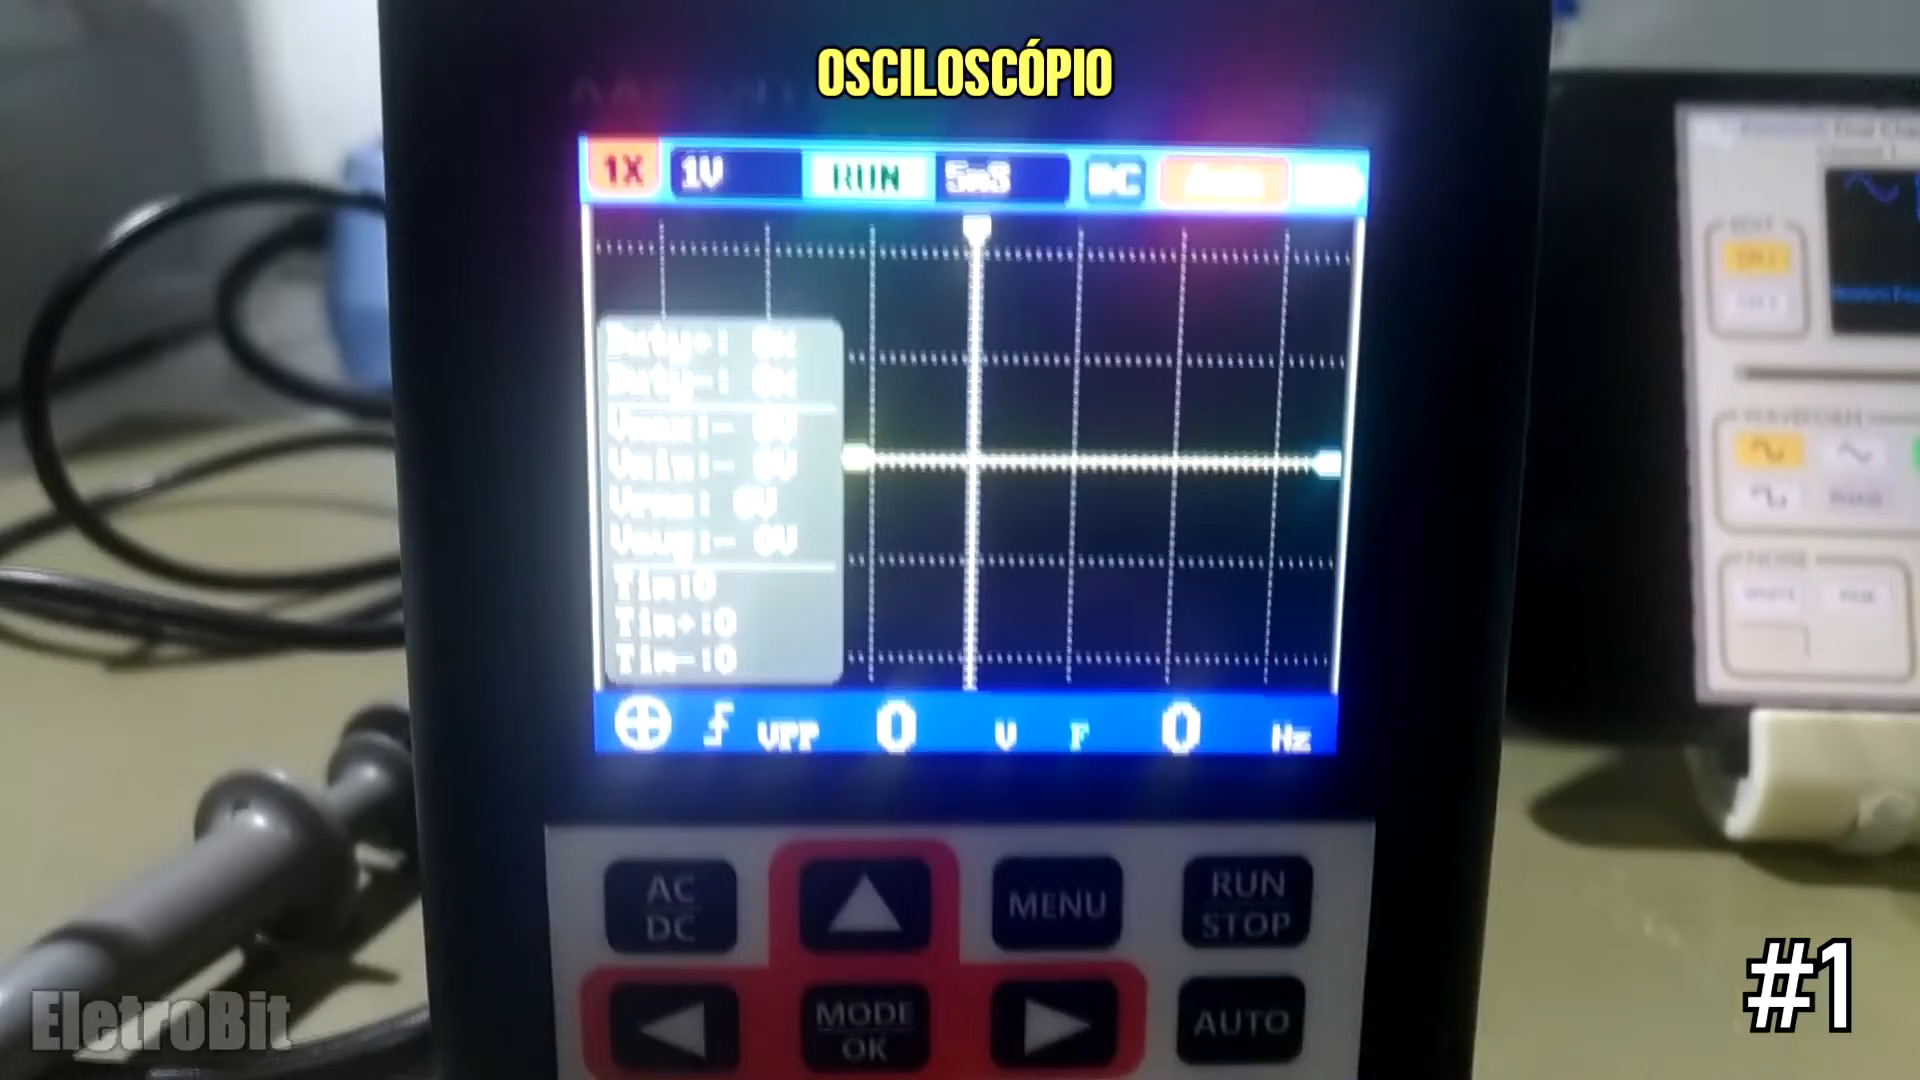 OSCILOSCÓPIO
1X 1V RUN 5mS DC Auto
Duty+: 0%
Duty-: 0%
Vmax:- 0V
Vmin:- 0V
Vrms: 0V
Vavg:- 0V
Tim:0
Tim+:0
Tim-:0
VPP 0 V F 0 Hz
AC
DC
MENU
RUN
STOP
MODE
OK
AUTO
#1
EletroBit